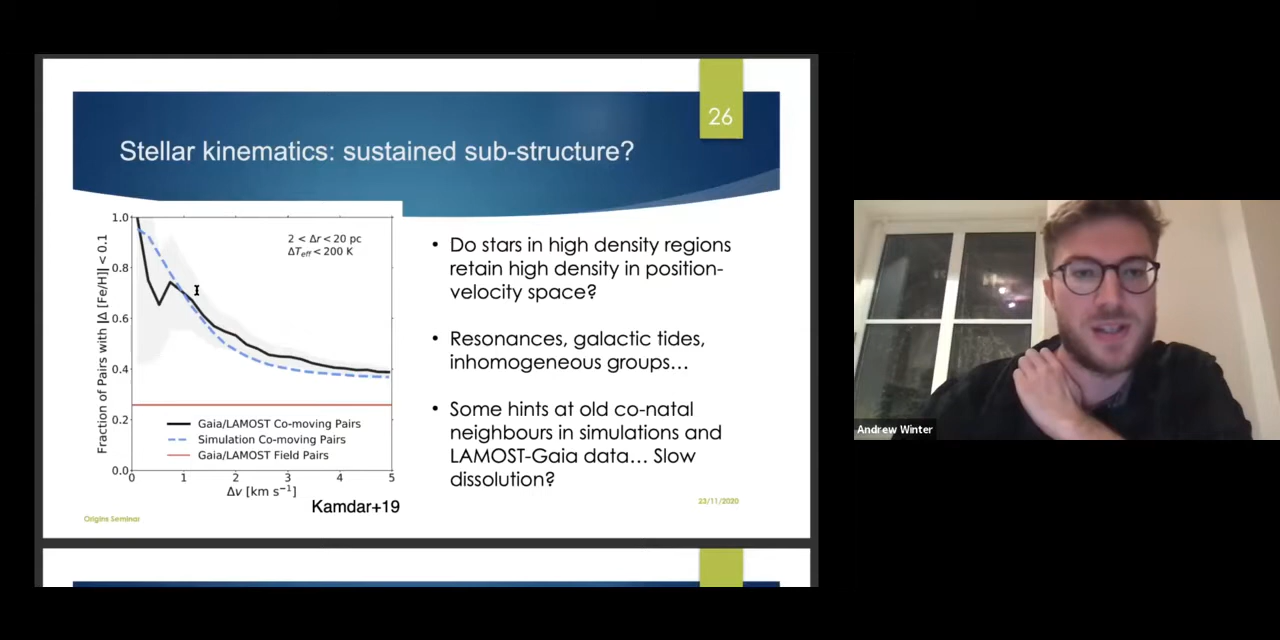 26
Stellar kinematics: sustained sub-structure?
1.0
0.8
0.6
0.4
0.2
0.0
Fraction of Pairs with |Δ [Fe/H]| < 0.1
2 < Δr < 20 pc
ΔTeff < 200 K
Gaia/LAMOST Co-moving Pairs
Simulation Co-moving Pairs
Gaia/LAMOST Field Pairs
0 1 2 3 4 5
Δv [km s⁻¹]
Kamdar+19
• Do stars in high density regions
retain high density in position-
velocity space?
• Resonances, galactic tides,
inhomogeneous groups…
• Some hints at old co-natal
neighbours in simulations and
LAMOST-Gaia data… Slow
dissolution?
Origins Seminar
23/11/2020
Andrew Winter